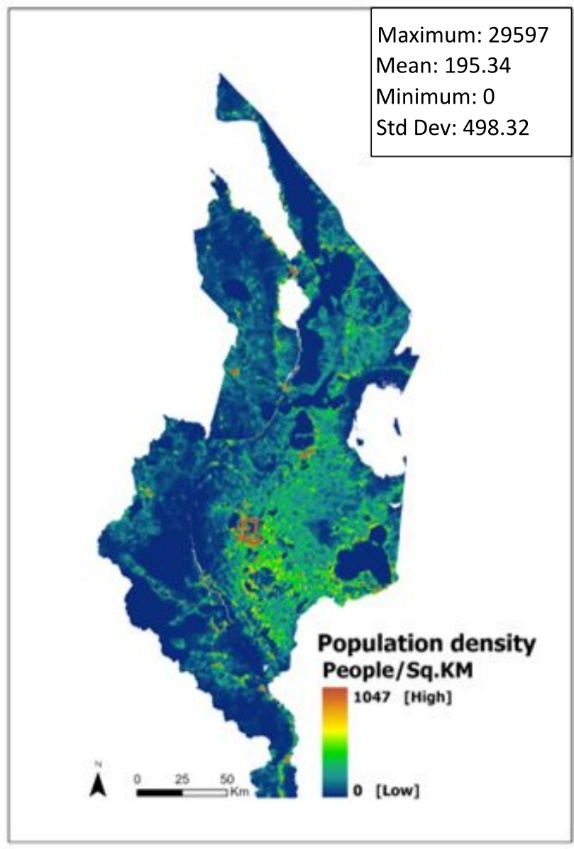 Maximum: 29597
Mean: 195.34
Minimum: 0
Std Dev: 498.32
Population density
People/Sq.KM
1047 [High]
0 [Low]
N
0 25 50
Km